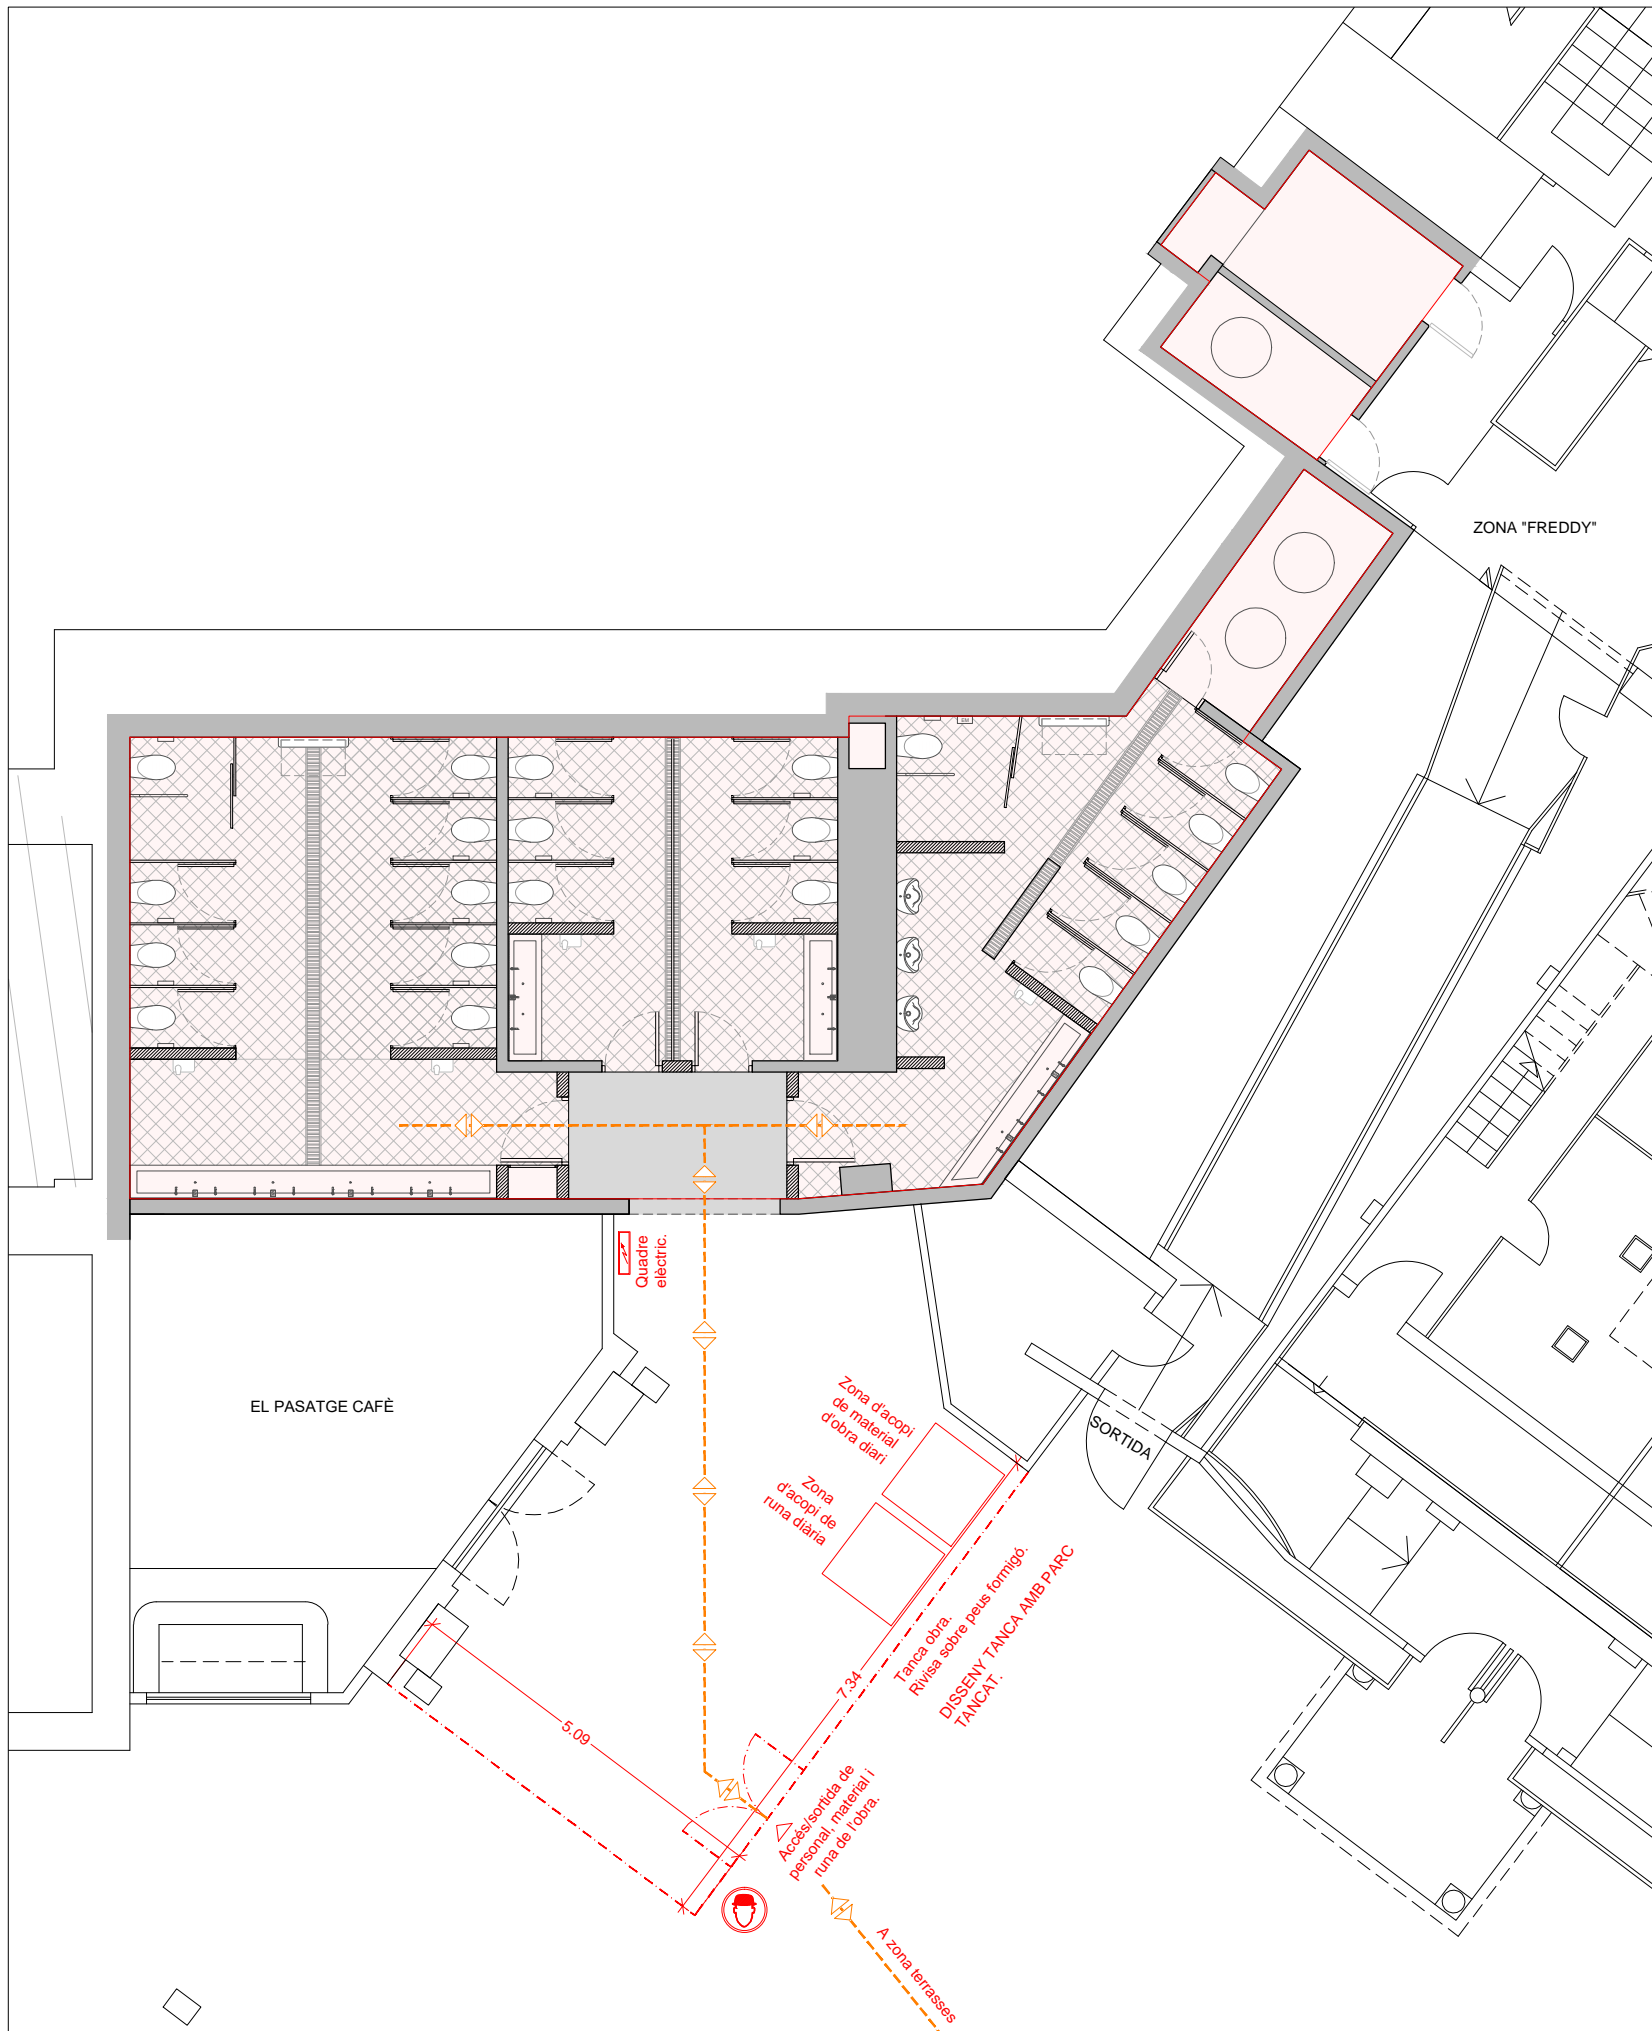 ZONA "FREDDY"
EM
Quadre
elèctric.
EL PASATGE CAFÈ
Zona d'acopi
de material
d'obra diari
SORTIDA
Zona
d'acopi de
runa diària
Tanca obra.
Rivisa sobre peus formigó.
DISSENY TANCA AMB PARC
TANCAT.
7.34
5.09
Accés/sortida de
personal, material i
runa de l'obra.
A zona terrasses